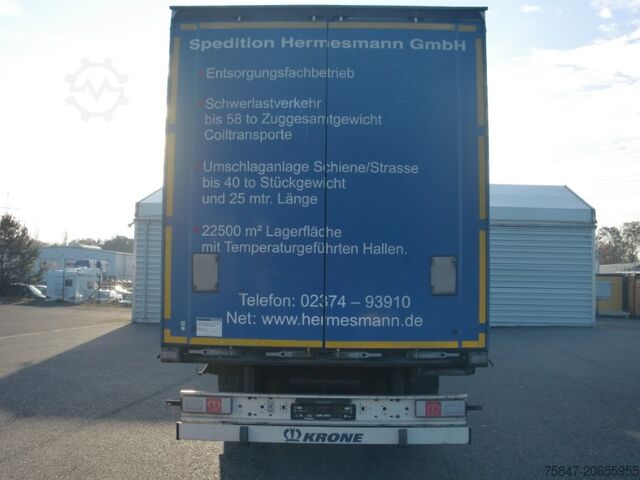 Spedition Hermesmann GmbH
Entsorgungsfachbetrieb
Schwerlastverkehr
bis 58 to Zuggesamtgewicht
Coiltransporte
Umschlaganlage Schiene/Strasse
bis 40 to Stückgewicht
und 25 mtr. Länge
22500 m² Lagerfläche
mit Temperaturgeführten Hallen.
Telefon: 02374 – 93910
Net: www.hermesmann.de
KRONE
75847-20655955